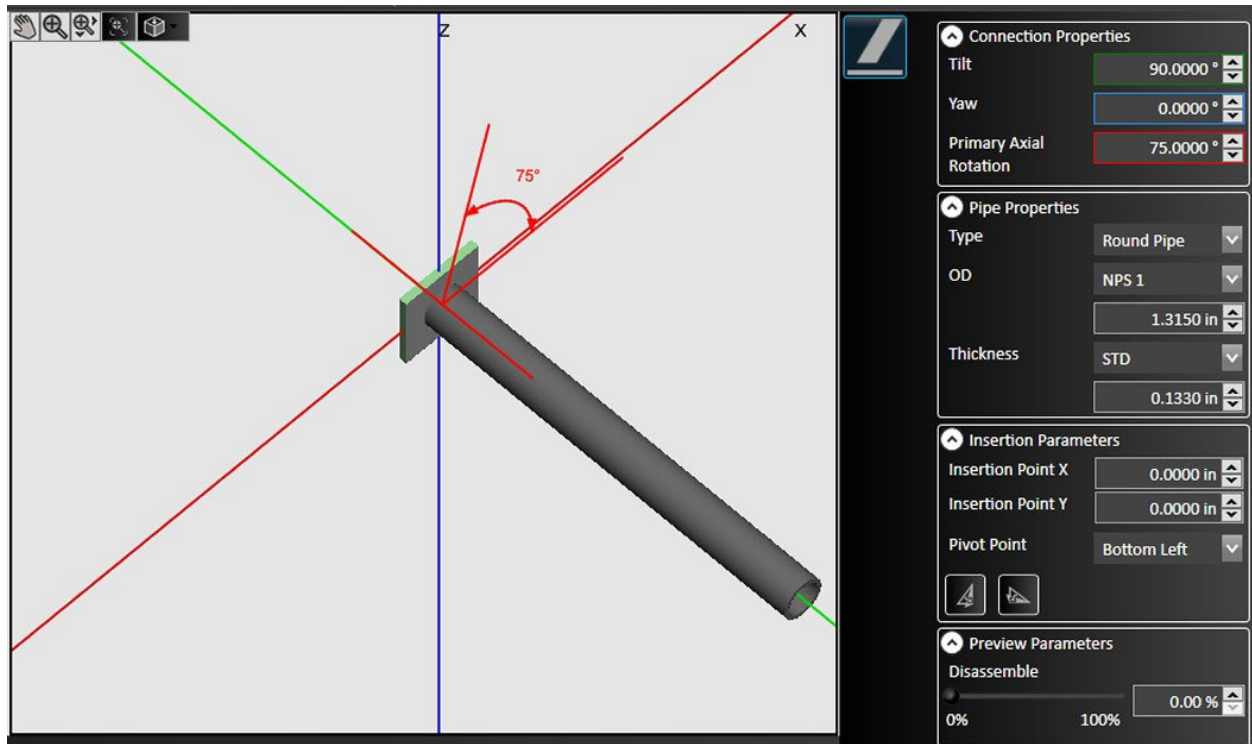 Z
X
75°
Connection Properties
Tilt
90.0000 °
Yaw
0.0000 °
Primary Axial
Rotation
75.0000 °
Pipe Properties
Type
Round Pipe
OD
NPS 1
1.3150 in
Thickness
STD
0.1330 in
Insertion Parameters
Insertion Point X
0.0000 in
Insertion Point Y
0.0000 in
Pivot Point
Bottom Left
Preview Parameters
Disassemble
0.00 %
0%
100%